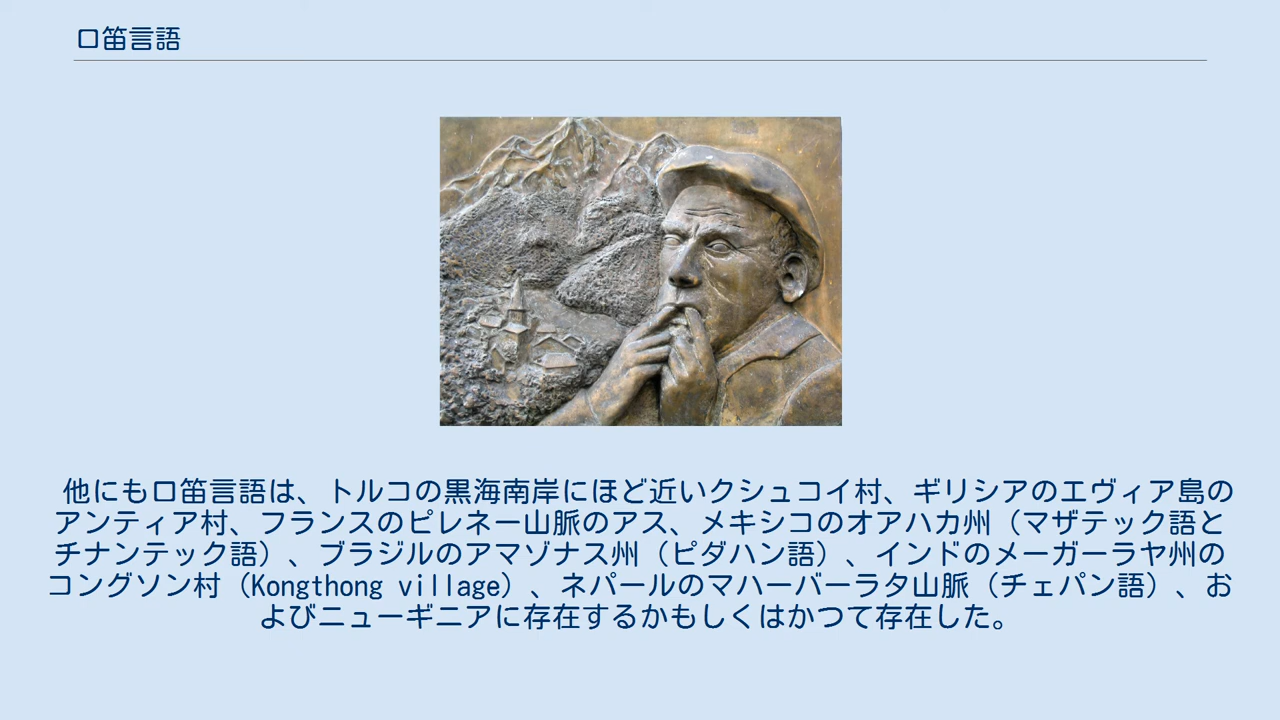 口笛言語
他にも口笛言語は、トルコの黒海南岸にほど近いクシュコイ村、ギリシアのエヴィア島の
アンティア村、フランスのピレネー山脈のアス、メキシコのオアハカ州（マザテック語と
チナンテック語）、ブラジルのアマゾナス州（ピダハン語）、インドのメーガーラヤ州の
コングソン村（Kongthong village）、ネパールのマハーバーラタ山脈（チェパン語）、お
よびニューギニアに存在するかもしくはかつて存在した。